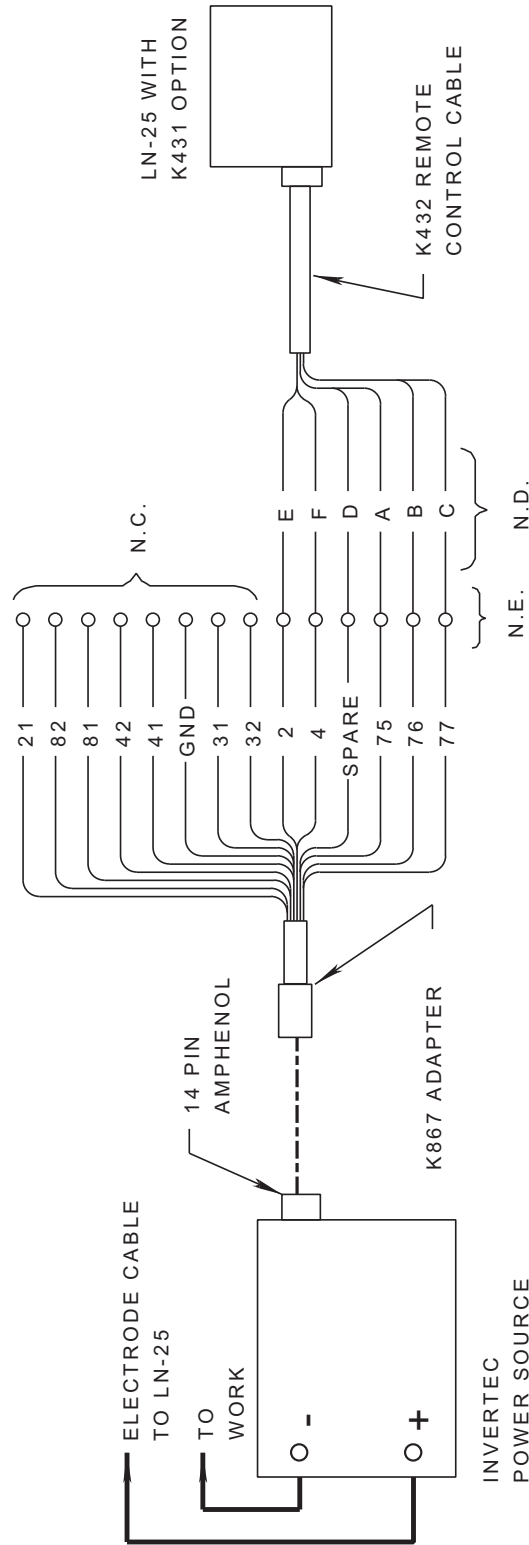 ELECTRODE CABLE
TO LN-25
TO
WORK
-
+
INVERTEC
POWER SOURCE
14 PIN
AMPHENOL
K867 ADAPTER
21
82
81
42
41
GND
31
32
2
4
SPARE
75
76
77
N.C.
E
F
D
A
B
C
N.E.
N.D.
LN-25 WITH
K431 OPTION
K432 REMOTE
CONTROL CABLE